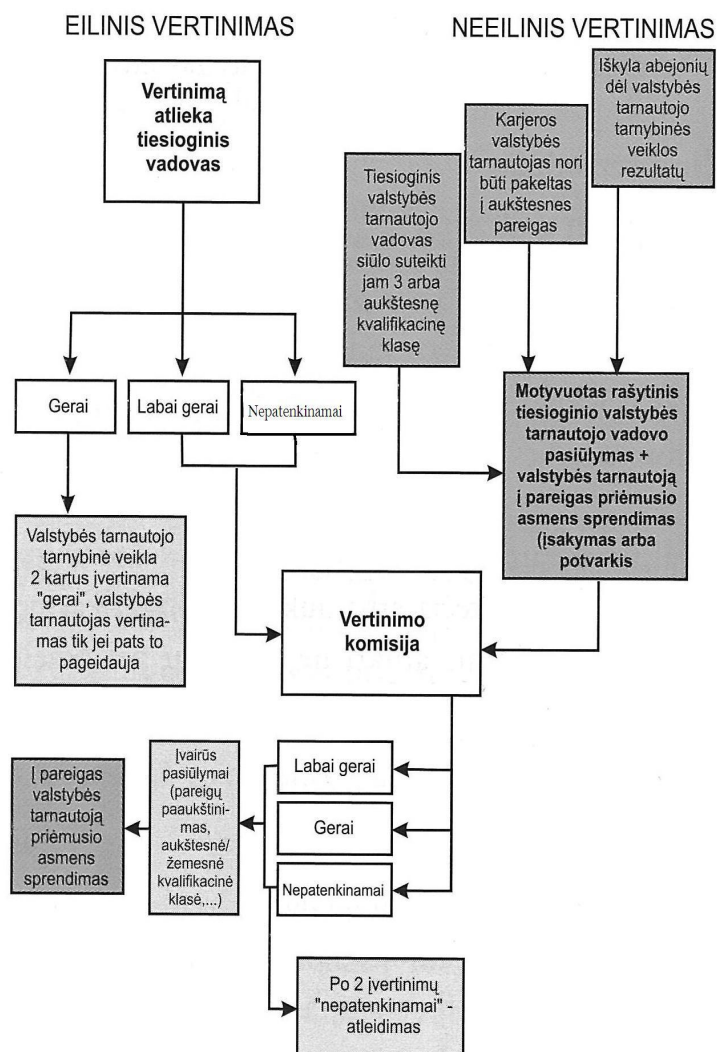 EILINIS VERTINIMAS
Vertinimą
atlieka
tiesioginis
vadovas
Gerai
Labai gerai
Nepatenkinamai
Valstybės tarnautojo
tarnybinė veikla
2 kartus įvertinama
"gerai", valstybės
tarnautojas vertina-
mas tik jei pats to
pageidauja
NEEILINIS VERTINIMAS
Tiesioginis
valstybės
tarnautojo
vadovas
siūlo suteikti
jam 3 arba
aukštesnę
kvalifikacinę
klasę
Karjeros
valstybės
tarnautojas nori
būti pakeltas
į aukštesnes
pareigas
Iškyla abejonių
dėl valstybės
tarnautojo
tarnybinės
veiklos
rezultatų
Motyvuotas rašytinis
tiesioginio valstybės
tarnautojo vadovo
pasiūlymas +
valstybės tarnautoją
į pareigas priėmusio
asmens sprendimas
(įsakymas arba
potvarkis
Vertinimo
komisija
Labai gerai
Gerai
Nepatenkinamai
Įvairūs
pasiūlymai
(pareigų
paaukštini-
mas,
aukštesnė/
žemesnė
kvalifikacinė
klasė,...)
Į pareigas
valstybės
tarnautoją
priėmusio
asmens
sprendimas
Po 2 įvertinimų
"nepatenkinamai" -
atleidimas